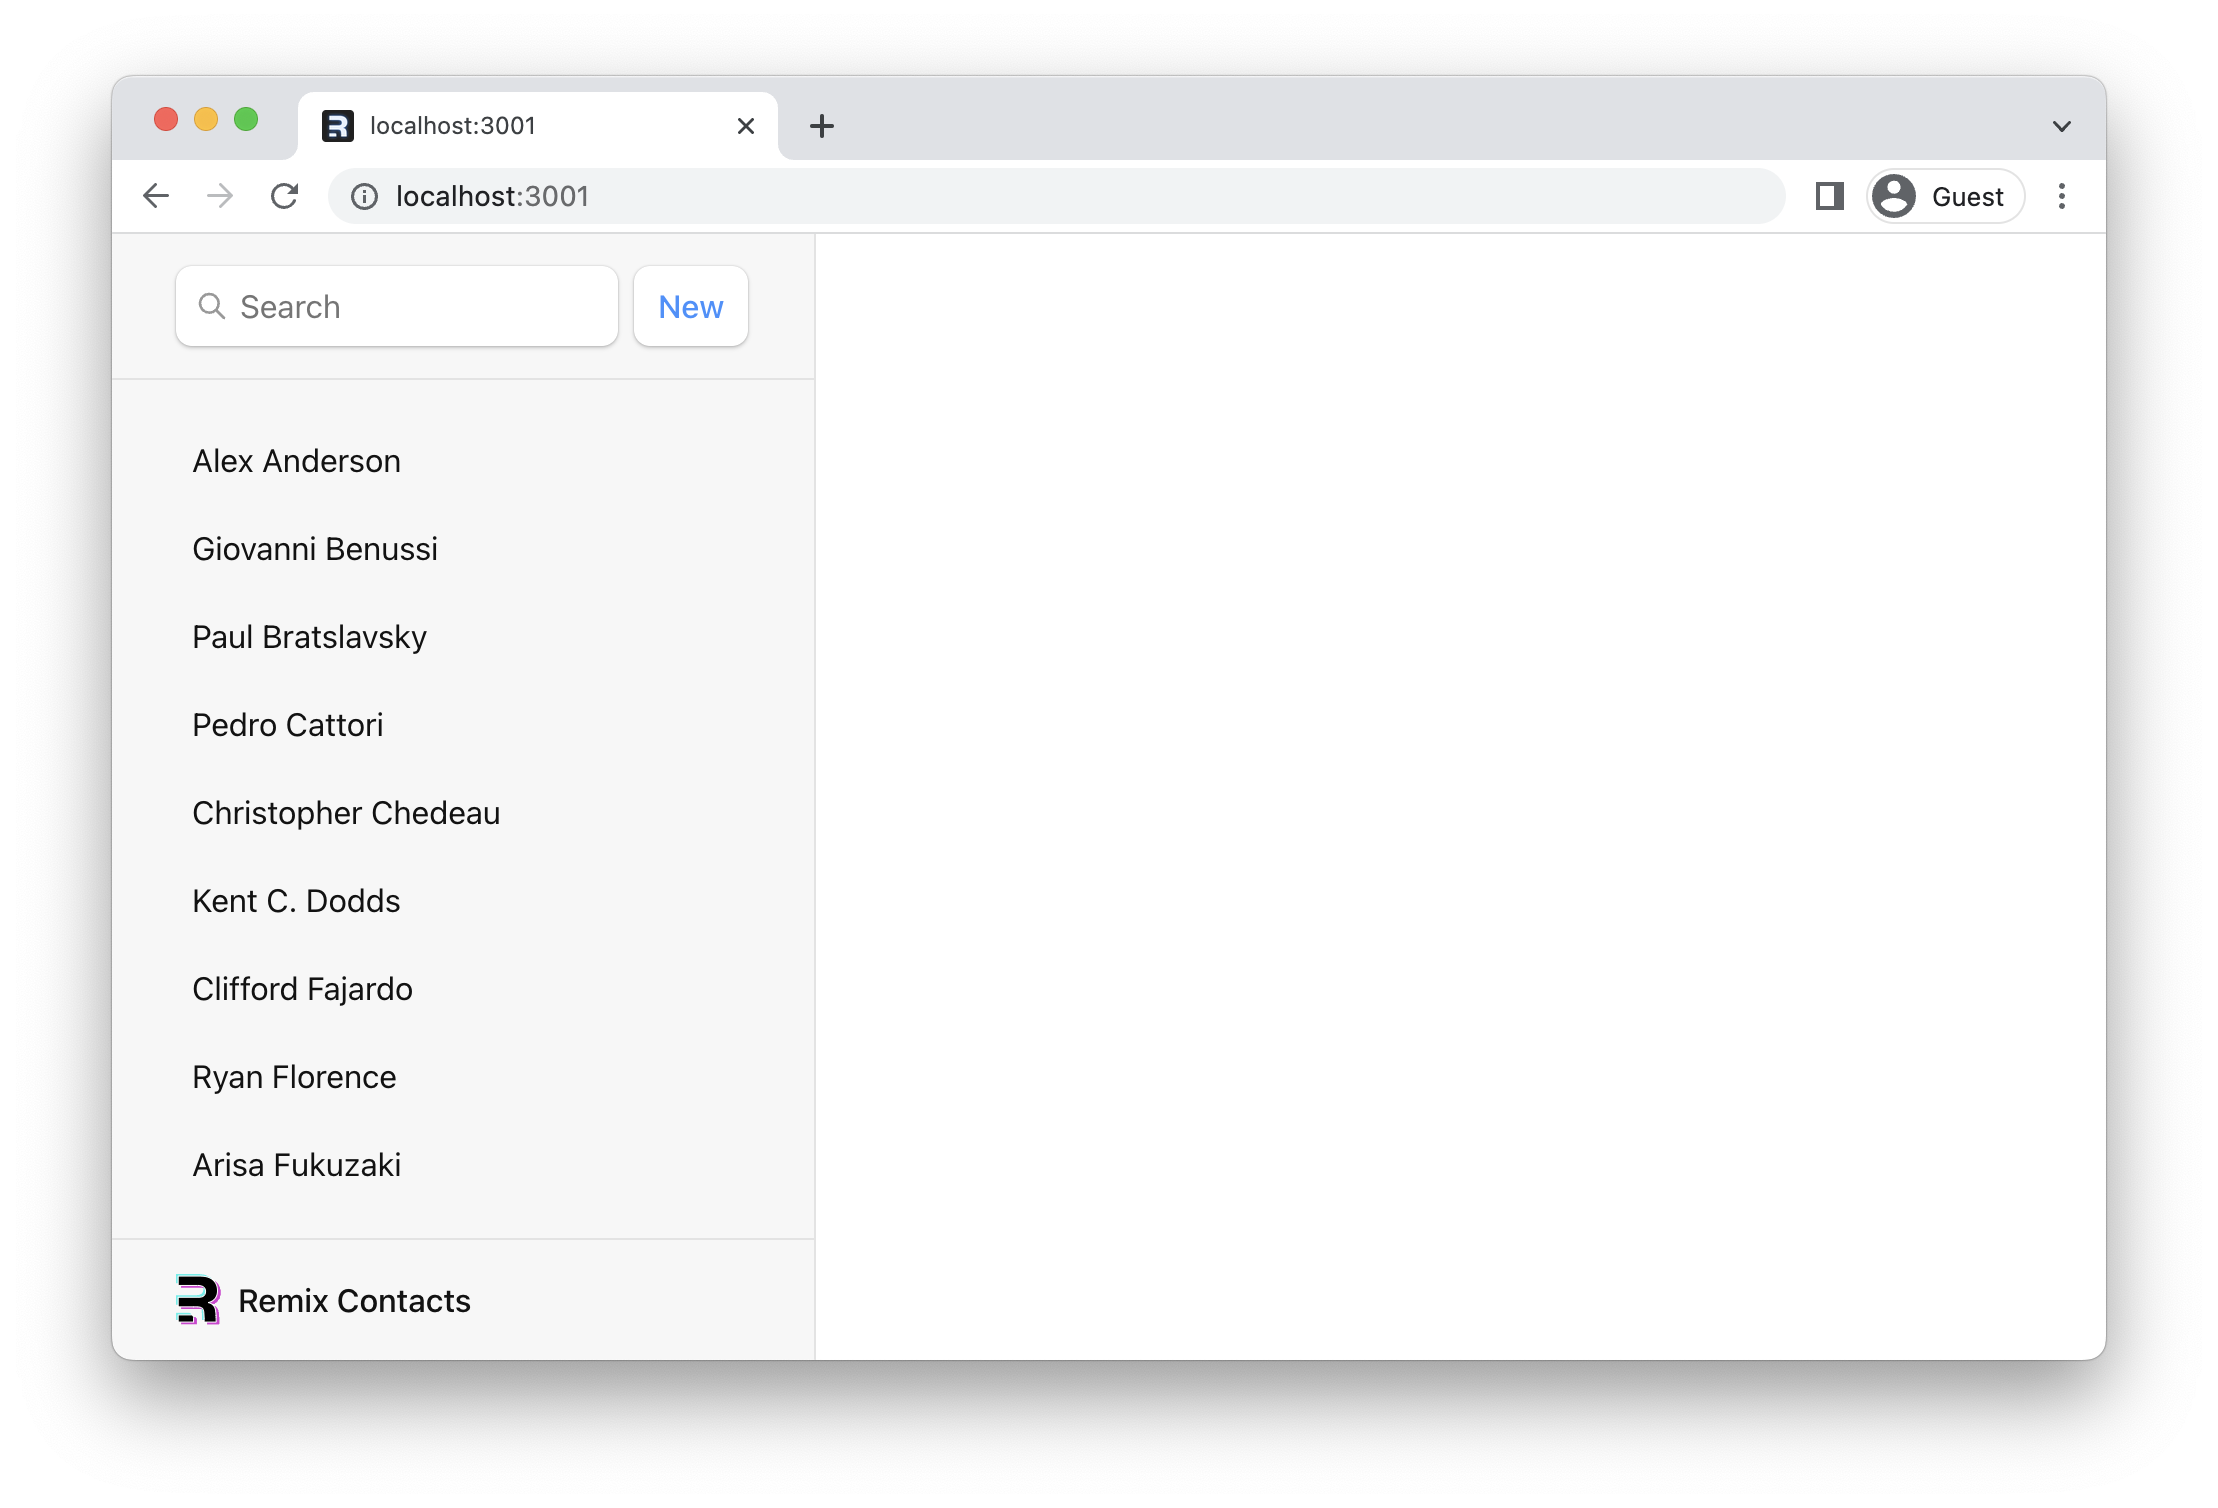 localhost:3001
localhost:3001
Guest
Search
New
Alex Anderson
Giovanni Benussi
Paul Bratslavsky
Pedro Cattori
Christopher Chedeau
Kent C. Dodds
Clifford Fajardo
Ryan Florence
Arisa Fukuzaki
Remix Contacts